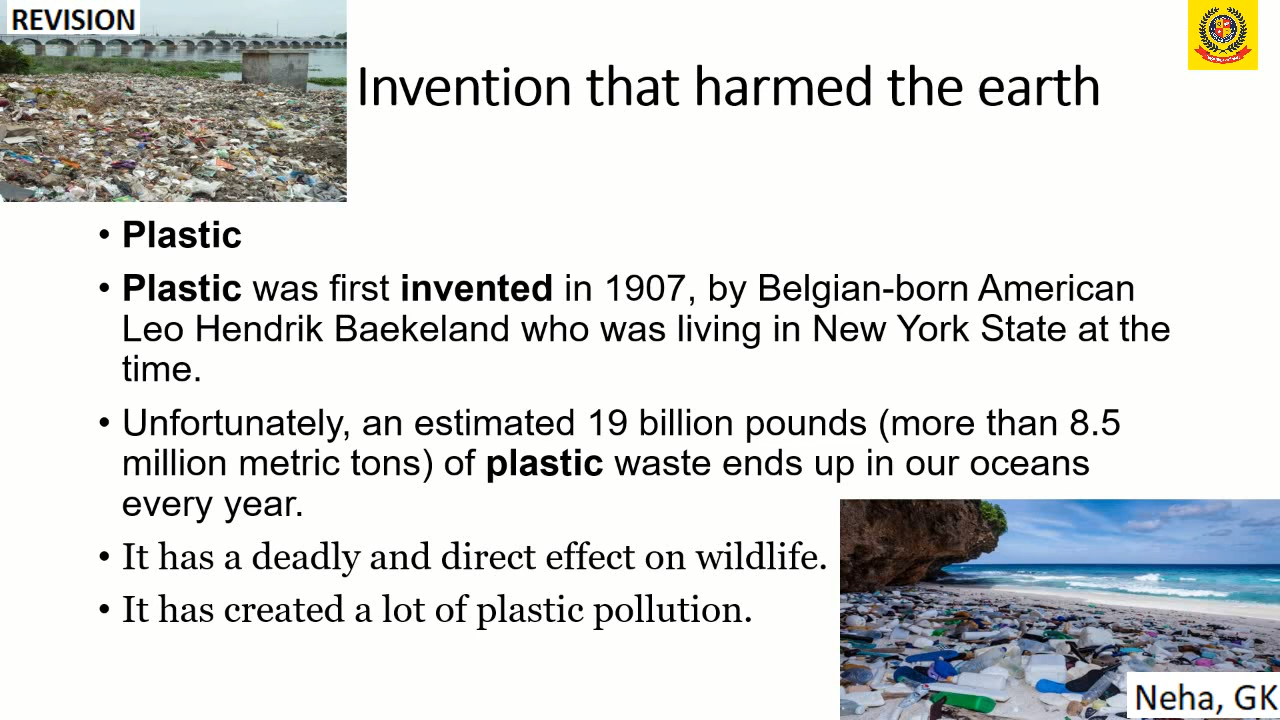 REVISION
Invention that harmed the earth
• Plastic
• Plastic was first invented in 1907, by Belgian-born American
Leo Hendrik Baekeland who was living in New York State at the
time.
• Unfortunately, an estimated 19 billion pounds (more than 8.5
million metric tons) of plastic waste ends up in our oceans
every year.
• It has a deadly and direct effect on wildlife.
• It has created a lot of plastic pollution.
Neha, GK